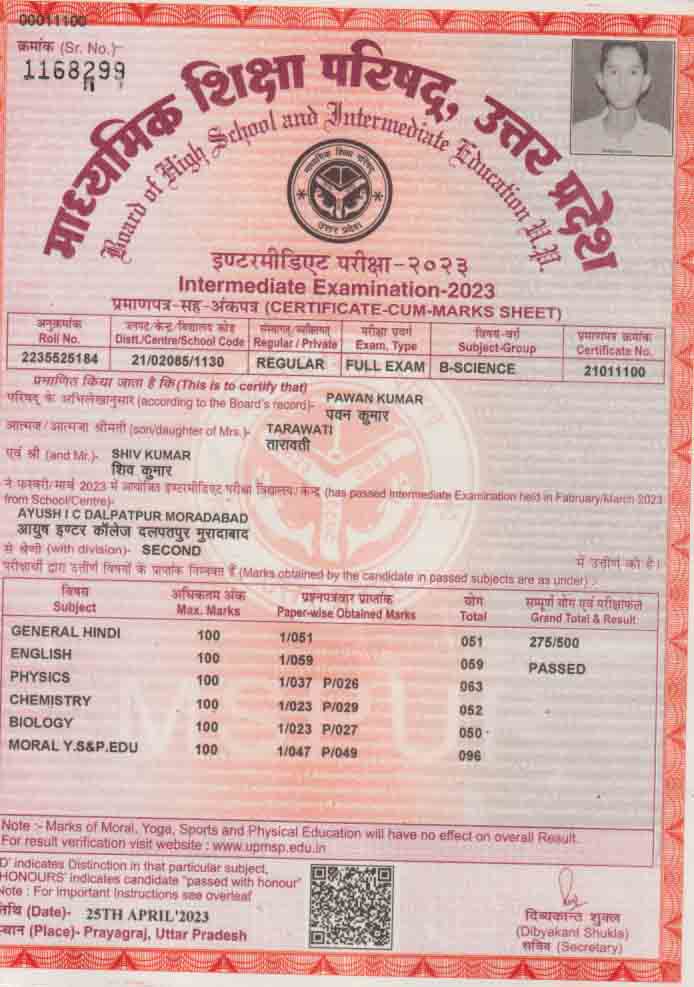 00011100
क्रमांक (Sr. No.)-
1168299
माध्यमिक शिक्षा परिषद्, उत्तर प्रदेश
Board of High School and Intermediate Education U.P.
माध्यमिक शिक्षा परिषद्
उत्तर प्रदेश
इण्टरमीडिएट परीक्षा-२०२३
Intermediate Examination-2023
प्रमाणपत्र-सह-अंकपत्र (CERTIFICATE-CUM-MARKS SHEET)
अनुक्रमांक जनपद/केन्द्र/विद्यालय कोड संस्थागत/व्यक्तिगत परीक्षा प्रवर्ग विषय-वर्ग प्रमाणपत्र क्रमांक
Roll No. Distt./Centre/School Code Regular / Private Exam. Type Subject-Group Certificate No.
2235525184 21/02085/1130 REGULAR FULL EXAM B-SCIENCE 21011100
प्रमाणित किया जाता है कि (This is to certify that)
परिषद् के अभिलेखानुसार (according to the Board's record)- PAWAN KUMAR
पवन कुमार
आत्मज/आत्मजा श्रीमती (son/daughter of Mrs.)- TARAWATI
तारावती
एवं श्री (and Mr.)- SHIV KUMAR
शिव कुमार
ने फरवरी/मार्च 2023 में आयोजित इण्टरमीडिएट परीक्षा विद्यालय/केन्द्र (has passed Intermediate Examination held in Fabruary/March 2023
from School/Centre)-
AYUSH I C DALPATPUR MORADABAD
आयुष इण्टर कॉलेज दलपतपुर मुरादाबाद
से श्रेणी (with division)- SECOND में उत्तीर्ण की है।
परीक्षार्थी द्वारा उत्तीर्ण विषयों के प्राप्तांक निम्नवत हैं (Marks obtained by the candidate in passed subjects are as under) :
विषय अधिकतम अंक प्रश्नपत्रवार प्राप्तांक योग सम्पूर्ण योग एवं परीक्षाफल
Subject Max. Marks Paper-wise Obtained Marks Total Grand Total & Result
GENERAL HINDI 100 1/051 051 275/500
ENGLISH 100 1/059 059 PASSED
PHYSICS 100 1/037 P/026 063
CHEMISTRY 100 1/023 P/029 052
BIOLOGY 100 1/023 P/027 050
MORAL Y.S&P.EDU 100 1/047 P/049 096
Note :- Marks of Moral, Yoga, Sports and Physical Education will have no effect on overall Result.
For result verification visit website : www.upmsp.edu.in
D' indicates Distinction in that particular subject,
HONOURS' indicates candidate "passed with honour"
Note : For Important Instructions see overleaf
तिथि (Date)- 25TH APRIL'2023
स्थान (Place)- Prayagraj, Uttar Pradesh
दिब्यकान्त शुक्ल
(Dibyakant Shukla)
सचिव (Secretary)